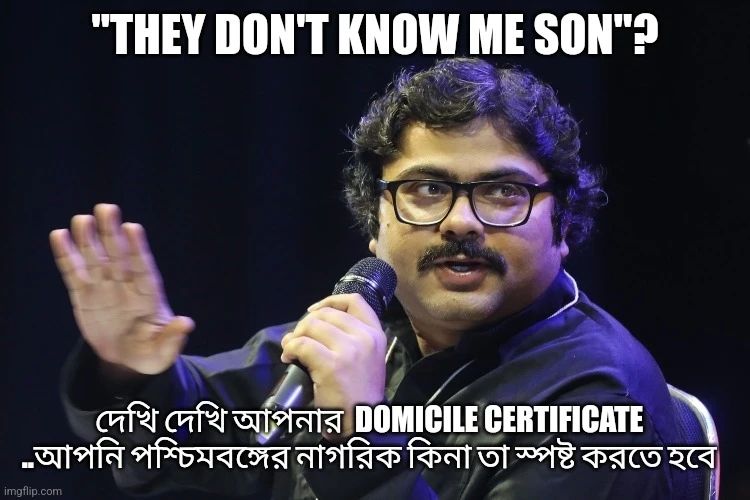 "THEY DON'T KNOW ME SON"?
দেখি দেখি আপনার DOMICILE CERTIFICATE
..আপনি পশ্চিমবঙ্গের নাগরিক কিনা তা স্পষ্ট করতে হবে
imgflip.com